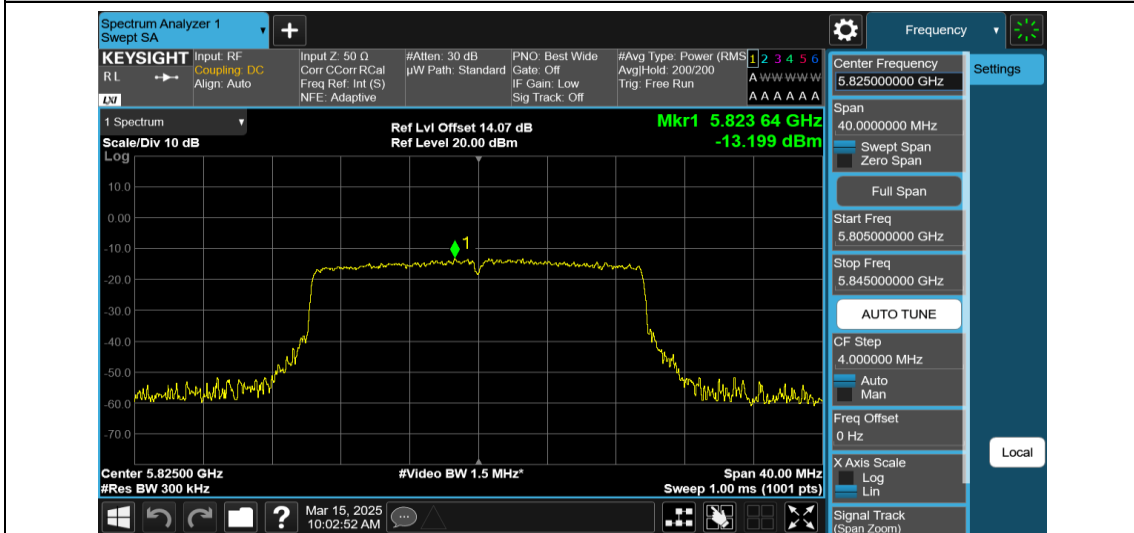 Spectrum Analyzer 1
Swept SA
+
Frequency
KEYSIGHT
RL
LXI
Input: RF
Coupling: DC
Align: Auto
Input Z: 50 Ω
Corr CCorr RCal
Freq Ref: Int (S)
NFE: Adaptive
#Atten: 30 dB
µW Path: Standard
PNO: Best Wide
Gate: Off
IF Gain: Low
Sig Track: Off
#Avg Type: Power (RMS
Avg|Hold: 200/200
Trig: Free Run
1 2 3 4 5 6
A W W W W W
A A A A A A
1 Spectrum
Scale/Div 10 dB
Log
Ref Lvl Offset 14.07 dB
Ref Level 20.00 dBm
Mkr1 5.823 64 GHz
-13.199 dBm
10.0
0.00
-10.0
-20.0
-30.0
-40.0
-50.0
-60.0
-70.0
1
Center 5.82500 GHz
#Res BW 300 kHz
#Video BW 1.5 MHz*
Span 40.00 MHz
Sweep 1.00 ms (1001 pts)
Center Frequency
5.825000000 GHz
Span
40.0000000 MHz
Swept Span
Zero Span
Full Span
Start Freq
5.805000000 GHz
Stop Freq
5.845000000 GHz
AUTO TUNE
CF Step
4.000000 MHz
Auto
Man
Freq Offset
0 Hz
X Axis Scale
Log
Lin
Signal Track
(Span Zoom)
Settings
Local
?
Mar 15, 2025
10:02:52 AM